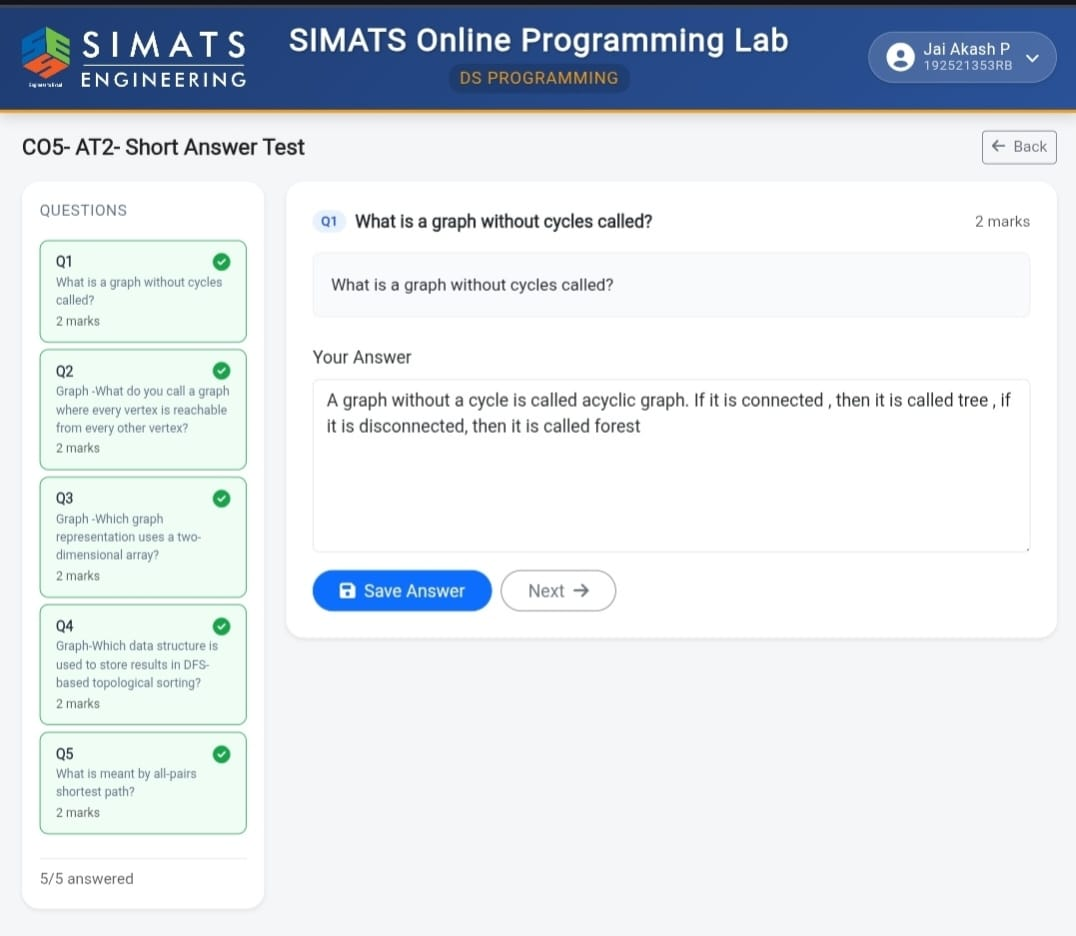 SIMATS
ENGINEERING
SIMATS Online Programming Lab
DS PROGRAMMING
Jai Akash P
192521353RB
CO5- AT2- Short Answer Test
← Back
QUESTIONS
Q1
What is a graph without cycles
called?
2 marks
Q2
Graph -What do you call a graph
where every vertex is reachable
from every other vertex?
2 marks
Q3
Graph -Which graph
representation uses a two-
dimensional array?
2 marks
Q4
Graph-Which data structure is
used to store results in DFS-
based topological sorting?
2 marks
Q5
What is meant by all-pairs
shortest path?
2 marks
5/5 answered
Q1 What is a graph without cycles called? 2 marks
What is a graph without cycles called?
Your Answer
A graph without a cycle is called acyclic graph. If it is connected , then it is called tree , if
it is disconnected, then it is called forest
Save Answer
Next →